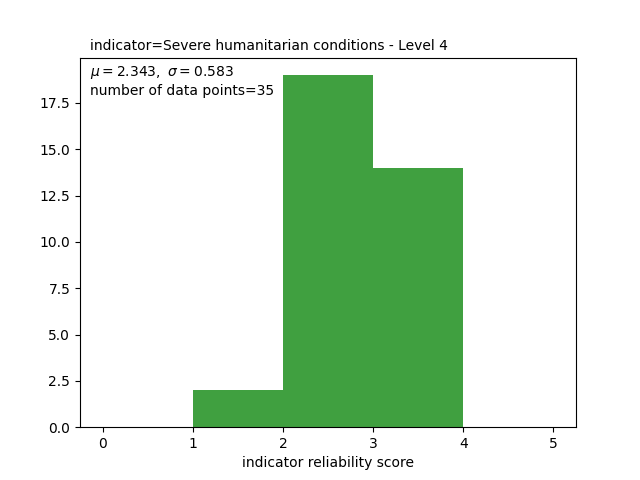 indicator=Severe humanitarian conditions - Level 4
μ = 2.343, σ = 0.583
number of data points=35
17.5
15.0
12.5
10.0
7.5
5.0
2.5
0.0
0 1 2 3 4 5
indicator reliability score